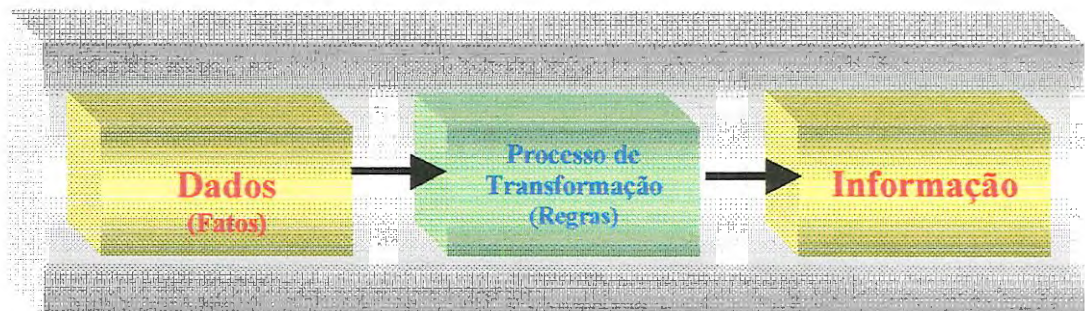 Dados
(Fatos)
Processo de
Transformação
(Regras)
Informação